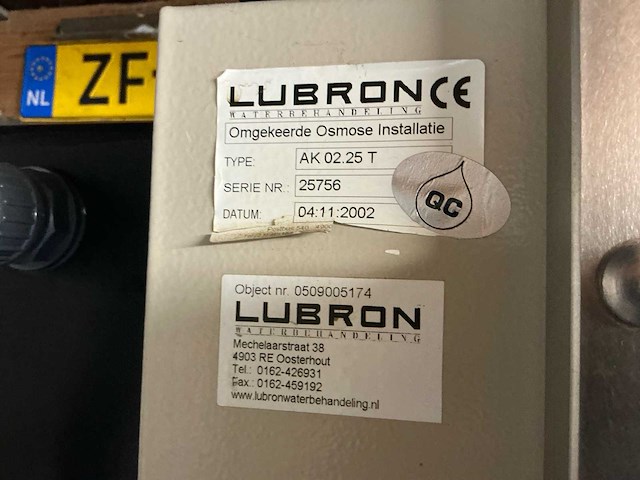 NL ZF-
LUBRON CE
WATERBEHANDELING
Omgekeerde Osmose Installatie
TYPE: AK 02.25 T
SERIE NR.: 25756
DATUM: 04:11:2002
QC
Object nr. 0509005174
LUBRON
WATERBEHANDELING
Mechelaarstraat 38
4903 RE Oosterhout
Tel.: 0162-426931
Fax.: 0162-459192
www.lubronwaterbehandeling.nl